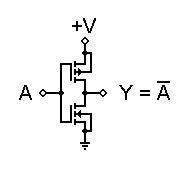 +V
A
Y = A̅